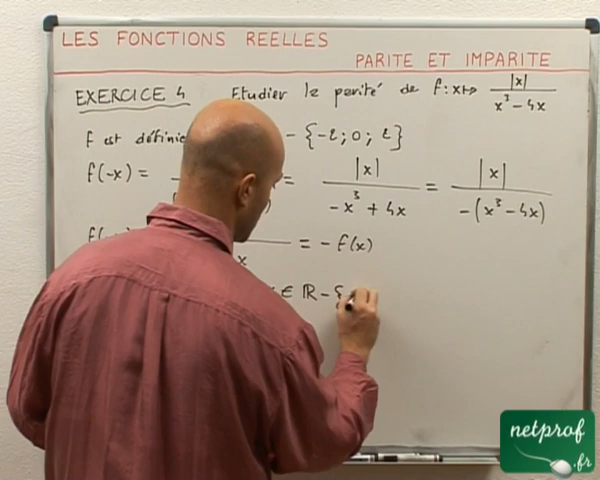 LES FONCTIONS REELLES
PARITE ET IMPARITE
EXERCICE 4 Etudier la parité de f: x ↦ |x| / (x³ - 4x)
f est définie - {-2; 0; 2}
f(-x) = = |x| / (-x³ + 4x) = |x| / (-(x³ - 4x))
= - f(x)
∈ ℝ - {
netprof
.fr